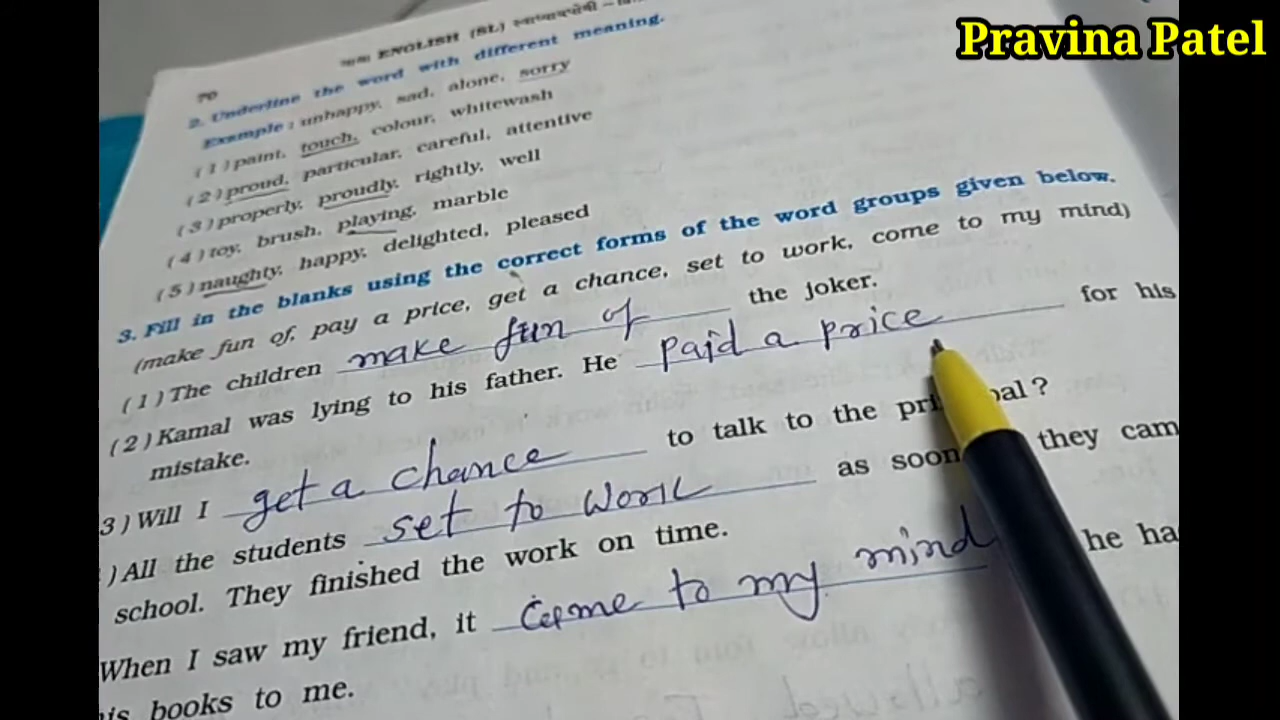 Pravina Patel
70 ENGLISH (SL)
2. Underline the word with different meaning.
Example : unhappy, sad, alone, sorry
(1) paint, touch, colour, whitewash
(2) proud, particular, careful, attentive
(3) properly, proudly, rightly, well
(4) toy, brush, playing, marble
(5) naughty, happy, delighted, pleased
3. Fill in the blanks using the correct forms of the word groups given below.
(make fun of, pay a price, get a chance, set to work, come to my mind)
(1) The children make fun of the joker.
(2) Kamal was lying to his father. He paid a price for his
mistake.
3) Will I get a chance to talk to the pri pal?
) All the students set to work as soon they cam
school. They finished the work on time.
When I saw my friend, it came to my mind he ha
is books to me.